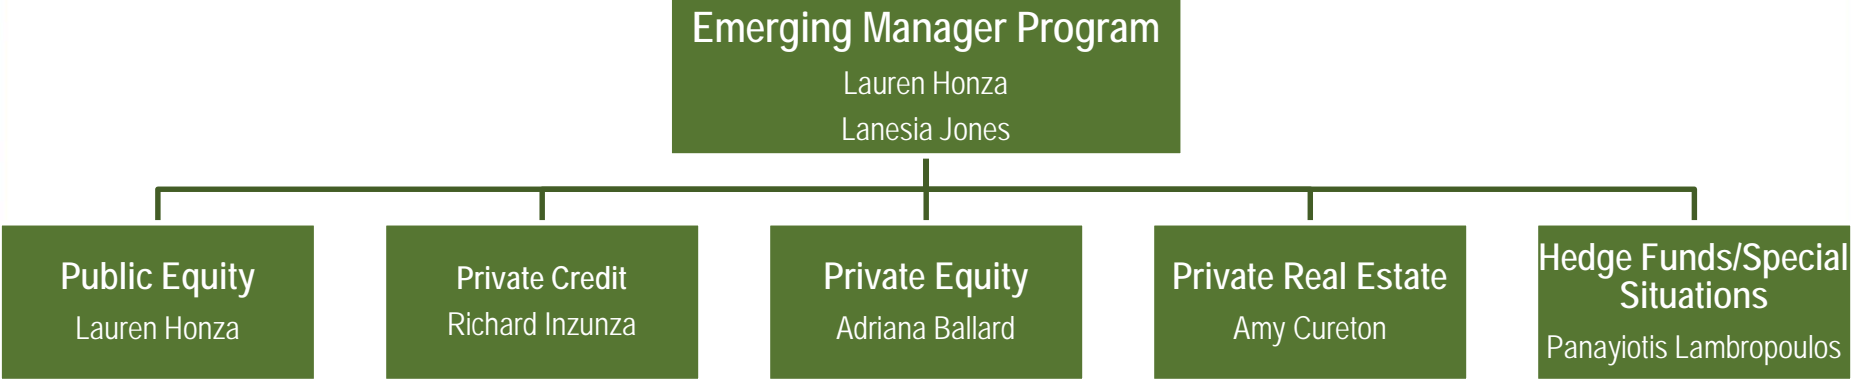 Emerging Manager Program
Lauren Honza
Lanesia Jones
Public Equity
Lauren Honza
Private Credit
Richard Inzunza
Private Equity
Adriana Ballard
Private Real Estate
Amy Cureton
Hedge Funds/Special
Situations
Panayiotis Lambropoulos